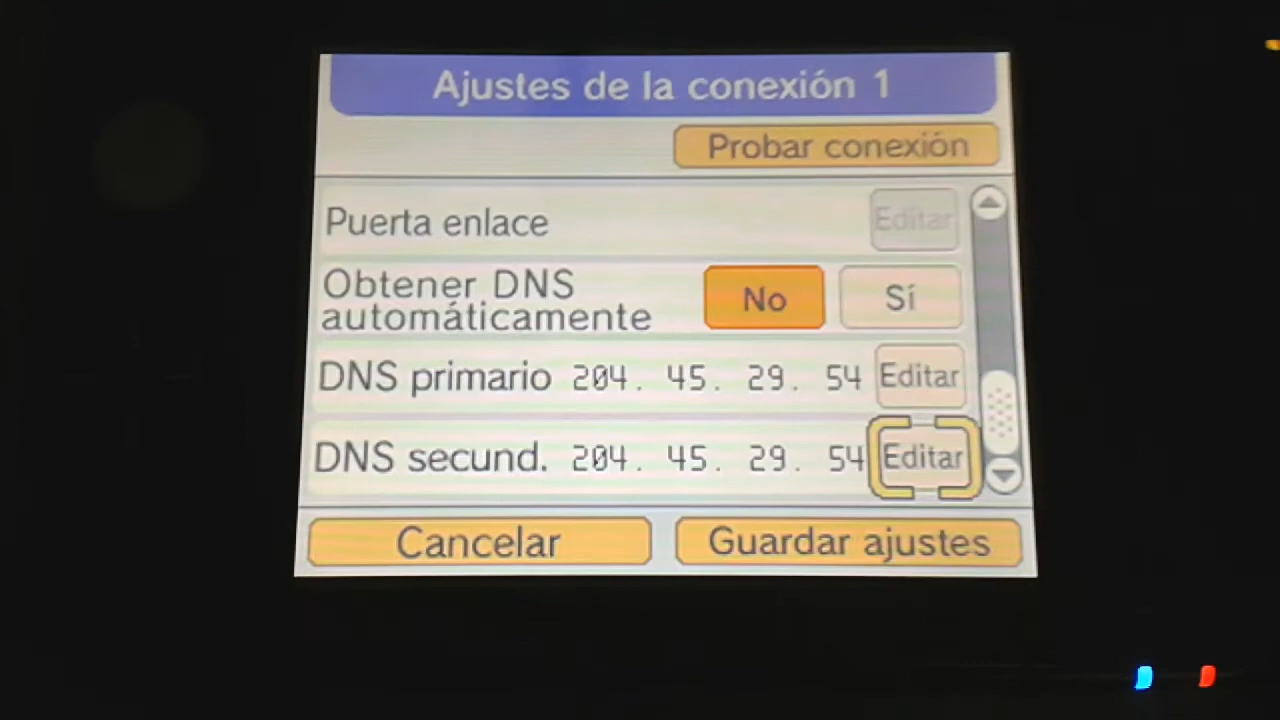 Ajustes de la conexión 1
Probar conexión
Puerta enlace Editar
Obtener DNS
automáticamente No Sí
DNS primario 204. 45. 29. 54 Editar
DNS secund. 204. 45. 29. 54 Editar
Cancelar Guardar ajustes